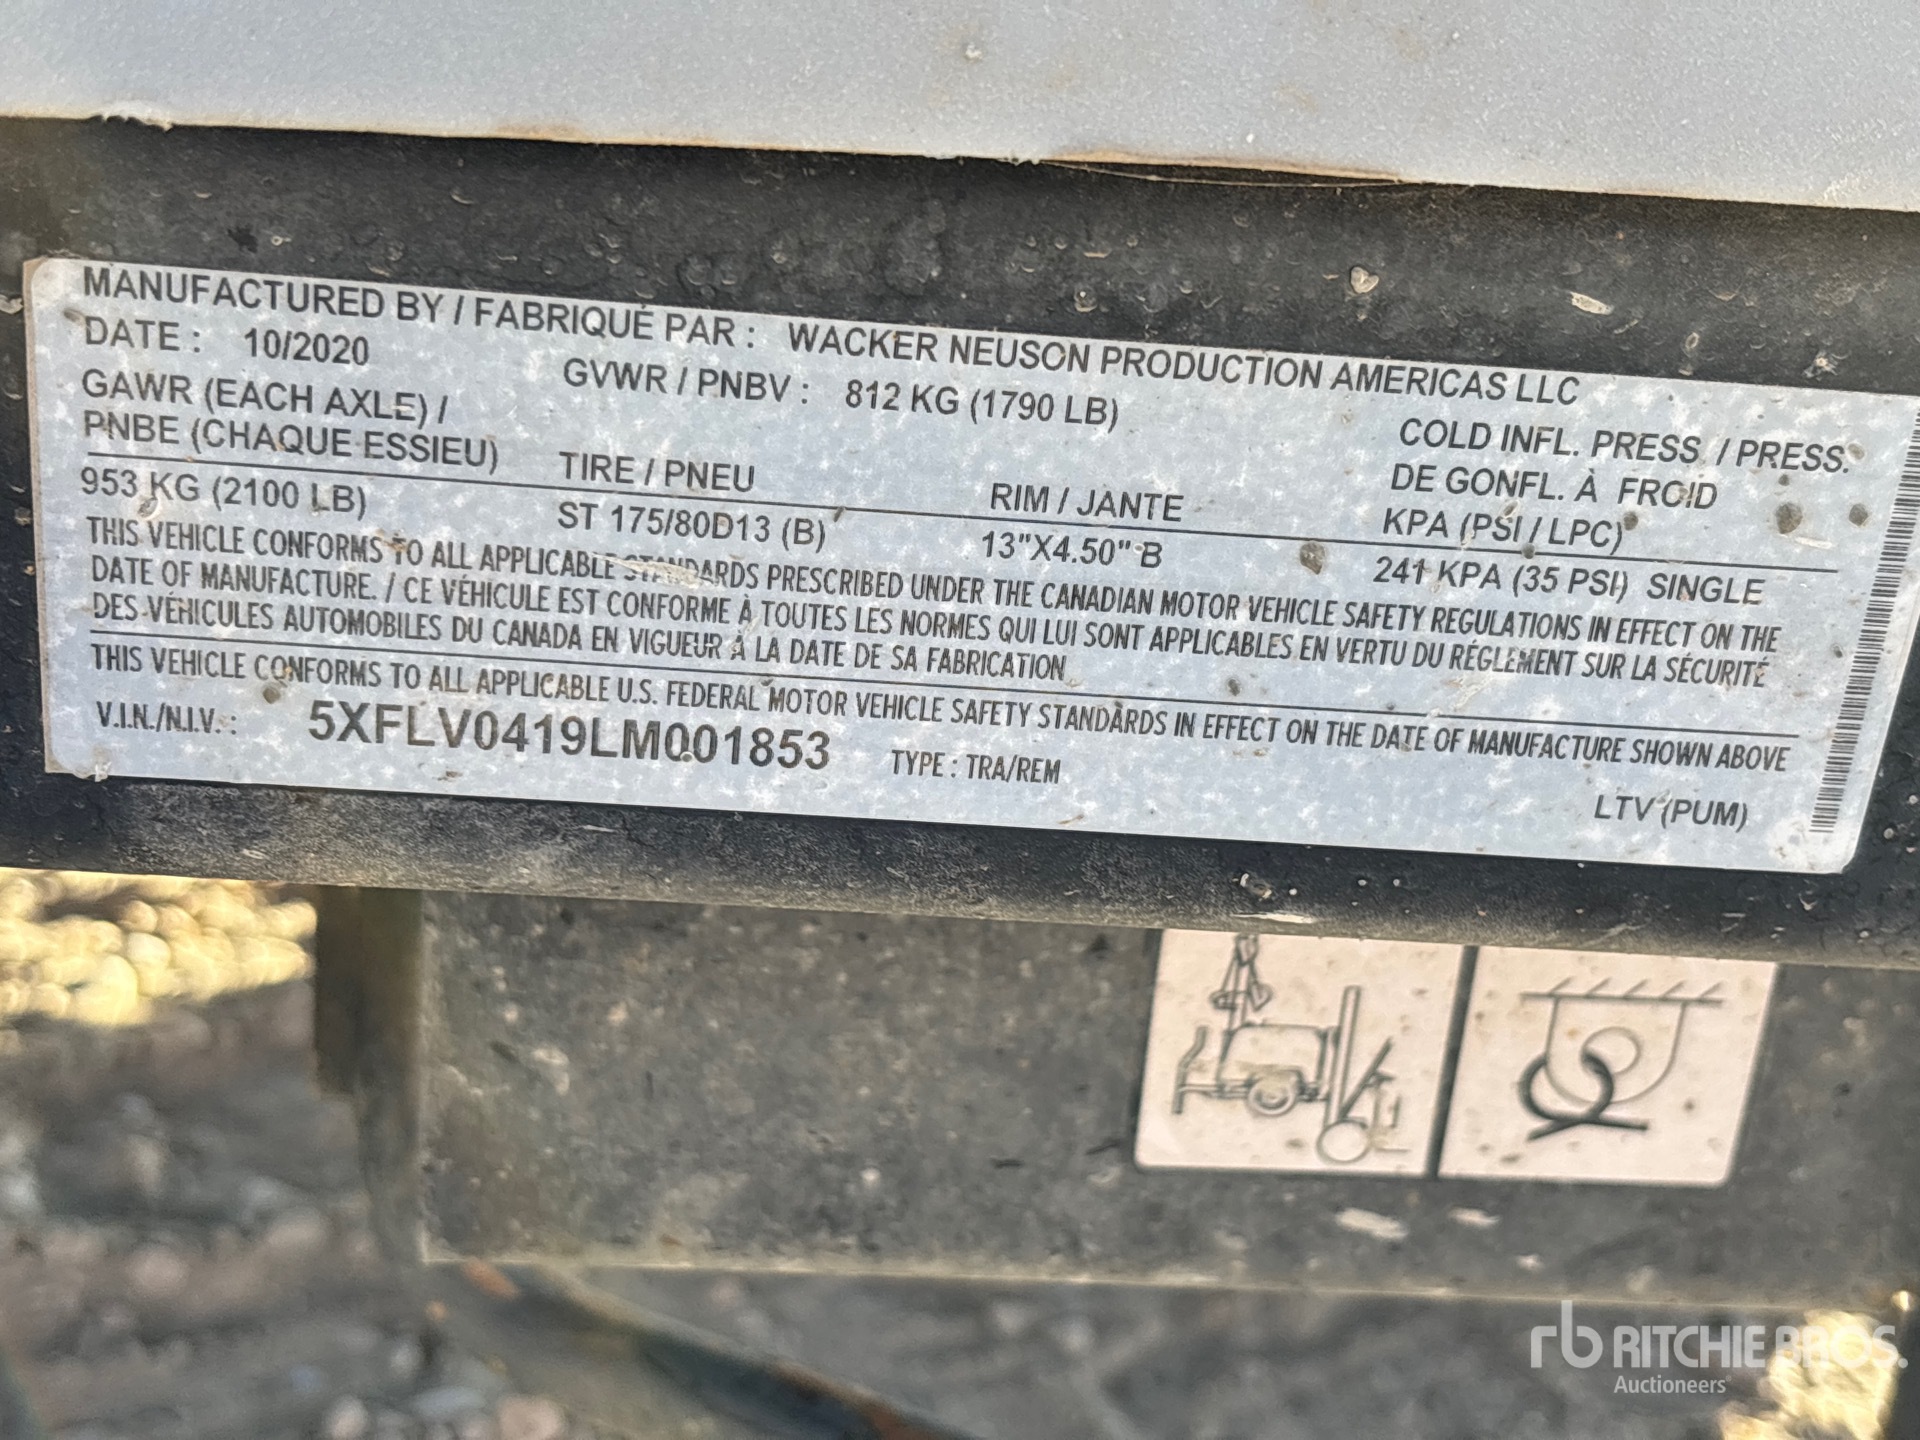 MANUFACTURED BY / FABRIQUÉ PAR : WACKER NEUSON PRODUCTION AMERICAS LLC
DATE : 10/2020 GVWR / PNBV : 812 KG (1790 LB)
GAWR (EACH AXLE) /
PNBE (CHAQUE ESSIEU) TIRE / PNEU RIM / JANTE COLD INFL. PRESS. / PRESS.
DE GONFL. À FROID
KPA (PSI / LPC)
953 KG (2100 LB) ST 175/80D13 (B) 13"X4.50" B 241 KPA (35 PSI) SINGLE
THIS VEHICLE CONFORMS TO ALL APPLICABLE STANDARDS PRESCRIBED UNDER THE CANADIAN MOTOR VEHICLE SAFETY REGULATIONS IN EFFECT ON THE
DATE OF MANUFACTURE. / CE VÉHICULE EST CONFORME À TOUTES LES NORMES QUI LUI SONT APPLICABLES EN VERTU DU RÉGLEMENT SUR LA SÉCURITÉ
DES VÉHICULES AUTOMOBILES DU CANADA EN VIGUEUR À LA DATE DE SA FABRICATION
THIS VEHICLE CONFORMS TO ALL APPLICABLE U.S. FEDERAL MOTOR VEHICLE SAFETY STANDARDS IN EFFECT ON THE DATE OF MANUFACTURE SHOWN ABOVE
V.I.N./N.I.V. : 5XFLV0419LM001853 TYPE : TRA/REM LTV (PUM)
rb RITCHIE BROS.
Auctioneers